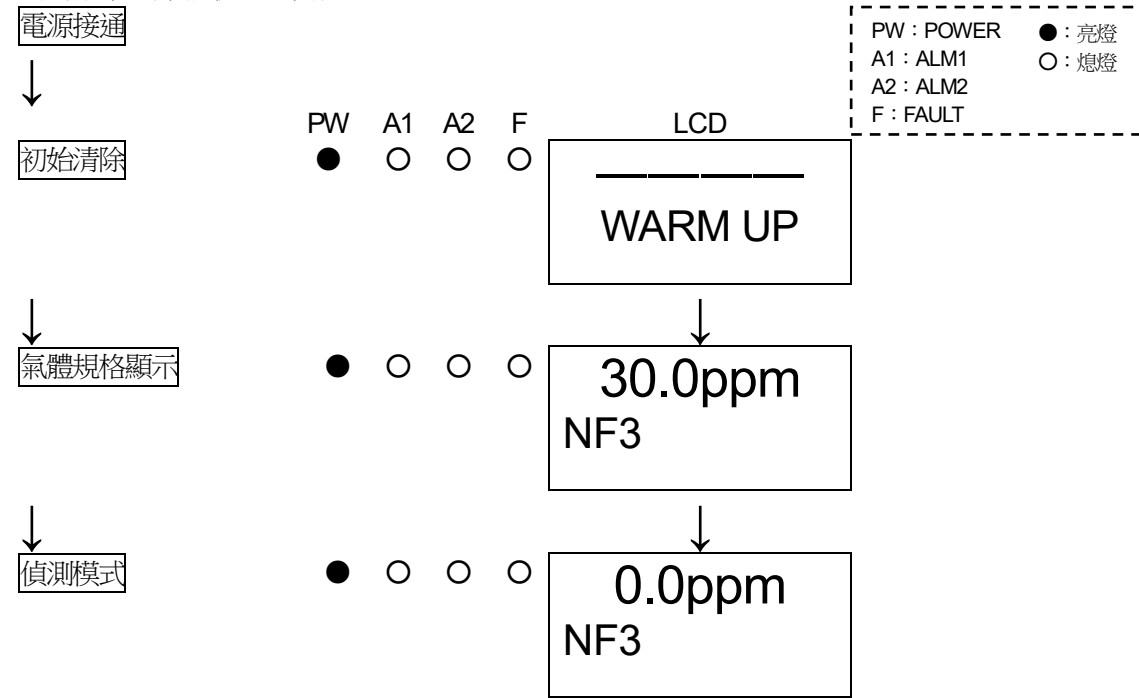 電源接通
PW：POWER ●：亮燈
A1：ALM1 ○：熄燈
A2：ALM2
F：FAULT
↓
PW A1 A2 F LCD
初始清除 ● ○ ○ ○ ————
WARM UP
↓ ↓
氣體規格顯示 ● ○ ○ ○ 30.0ppm
NF3
↓ ↓
偵測模式 ● ○ ○ ○ 0.0ppm
NF3